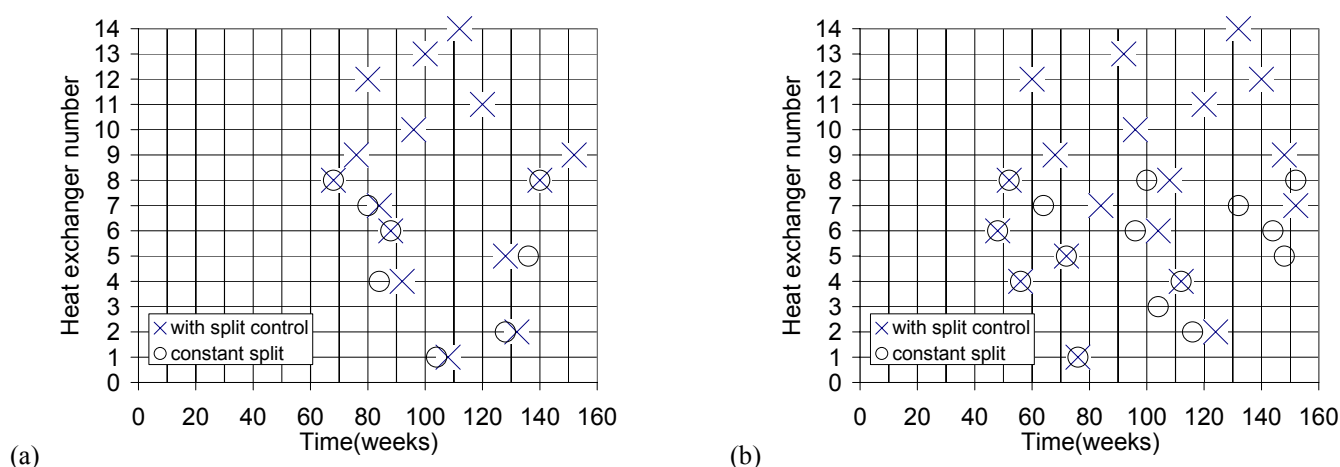 14
13
12
11
10
9
8
7
6
5
4
3
2
1
0
Heat exchanger number
with split control
constant split
0 20 40 60 80 100 120 140 160
Time(weeks)
(a)
14
13
12
11
10
9
8
7
6
5
4
3
2
1
0
Heat exchanger number
with split control
constant split
0 20 40 60 80 100 120 140 160
Time(weeks)
(b)